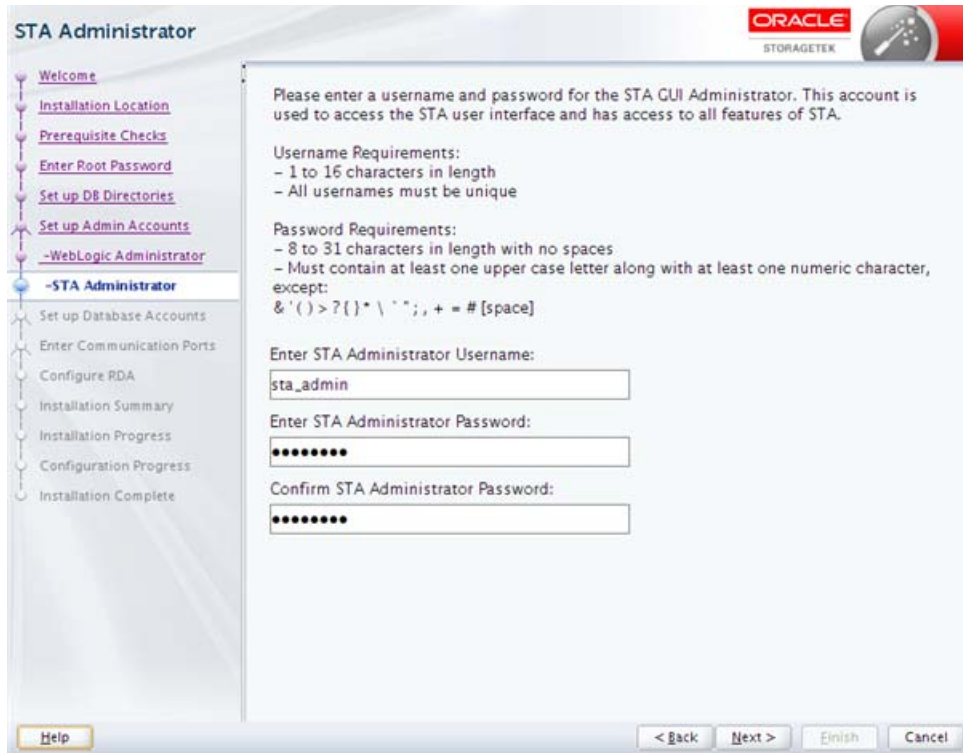 STA Administrator
ORACLE
STORAGETEK
Welcome
Installation Location
Prerequisite Checks
Enter Root Password
Set up DB Directories
Set up Admin Accounts
-WebLogic Administrator
-STA Administrator
Set up Database Accounts
Enter Communication Ports
Configure RDA
Installation Summary
Installation Progress
Configuration Progress
Installation Complete
Please enter a username and password for the STA GUI Administrator. This account is
used to access the STA user interface and has access to all features of STA.
Username Requirements:
– 1 to 16 characters in length
– All usernames must be unique
Password Requirements:
– 8 to 31 characters in length with no spaces
– Must contain at least one upper case letter along with at least one numeric character,
except:
& ' ( ) > ? { } * \ ` " ; , + = # [space]
Enter STA Administrator Username:
sta_admin
Enter STA Administrator Password:
••••••••
Confirm STA Administrator Password:
••••••••
Help
< Back
Next >
Finish
Cancel